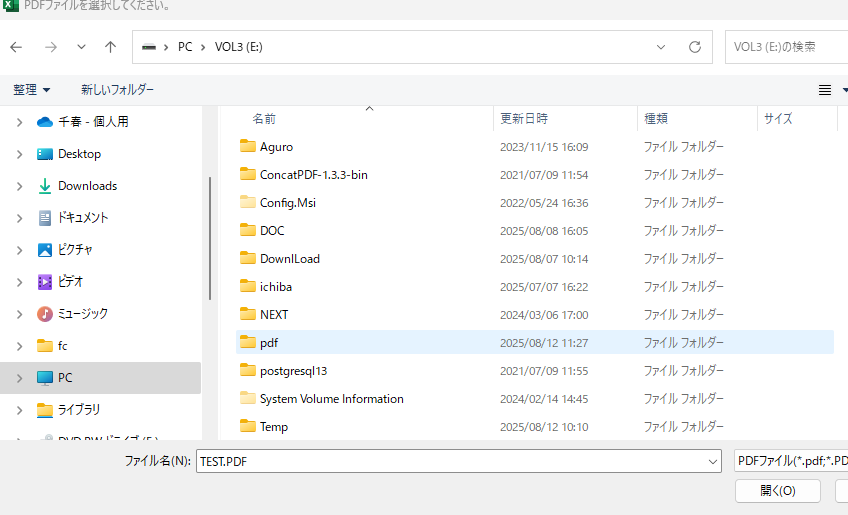 PDFファイルを選択してください。
PC > VOL3 (E:)
VOL3 (E:)の検索
整理 新しいフォルダー
名前 更新日時 種類 サイズ
千春 - 個人用
Desktop
Downloads
ドキュメント
ピクチャ
ビデオ
ミュージック
fc
PC
ライブラリ
Aguro 2023/11/15 16:09 ファイル フォルダー
ConcatPDF-1.3.3-bin 2021/07/09 11:54 ファイル フォルダー
Config.Msi 2022/05/24 16:36 ファイル フォルダー
DOC 2025/08/08 16:05 ファイル フォルダー
DownlLoad 2025/08/07 10:14 ファイル フォルダー
ichiba 2025/07/07 16:22 ファイル フォルダー
NEXT 2024/03/06 17:00 ファイル フォルダー
pdf 2025/08/12 11:27 ファイル フォルダー
postgresql13 2021/07/09 11:55 ファイル フォルダー
System Volume Information 2024/02/14 14:45 ファイル フォルダー
Temp 2025/08/12 10:10 ファイル フォルダー
ファイル名(N): TEST.PDF
PDFファイル(*.pdf;*.PD
開く(O)